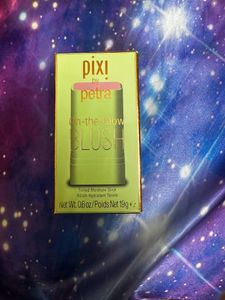 pixi
by
petra
On-the-Glow
BLUSH
Tinted Moisture Stick
Net Wt. 0.6 oz/Poids Net 19g ℮